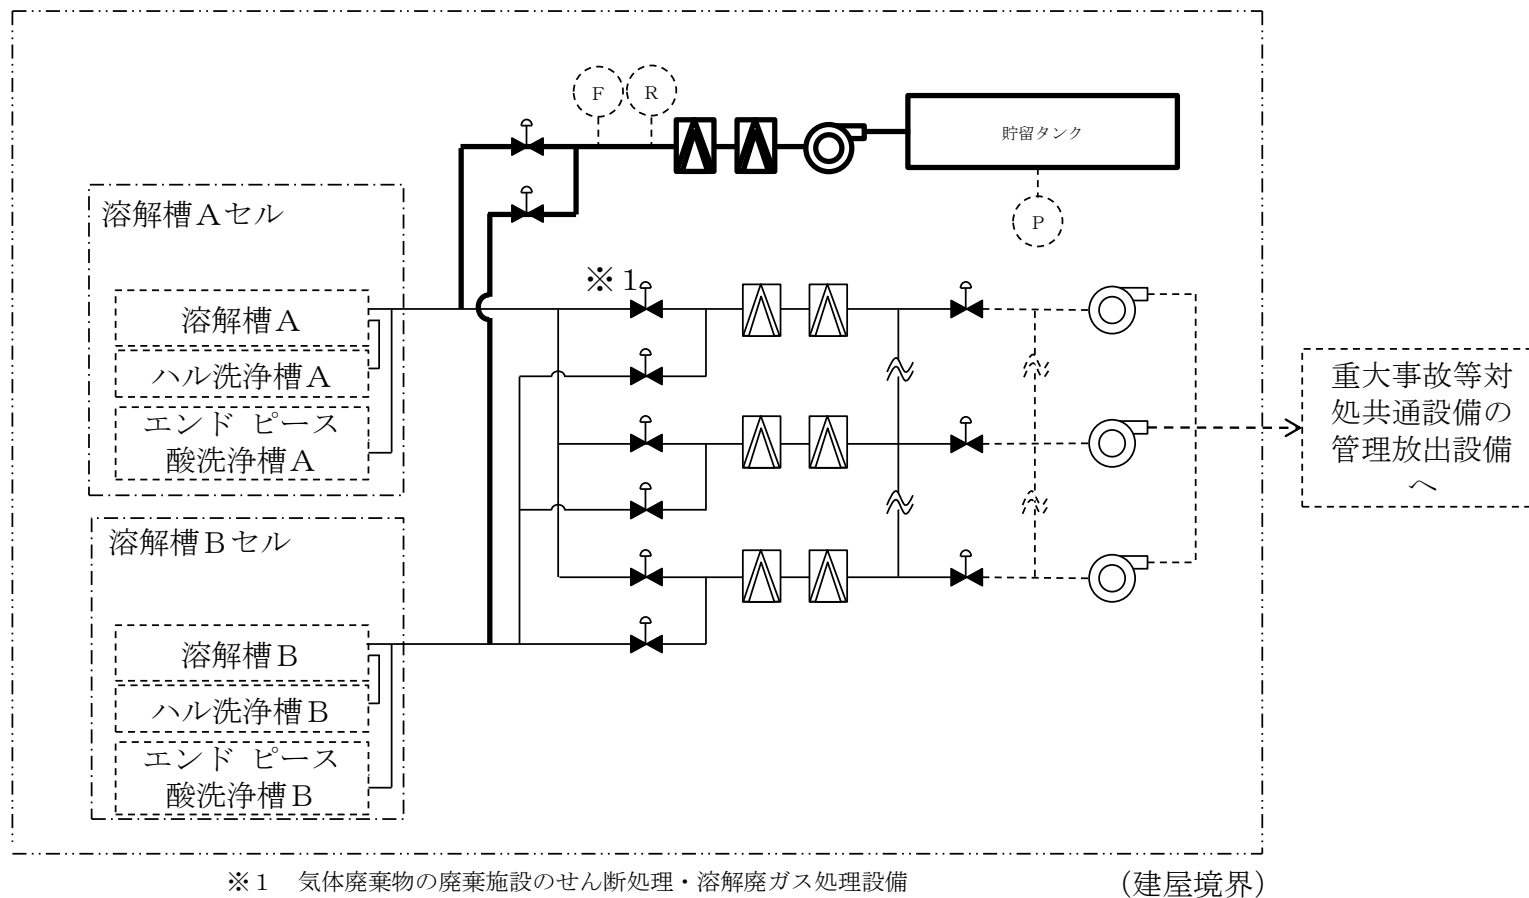 F
R
貯留タンク
P
溶解槽Aセル
※1
溶解槽A
ハル洗浄槽A
エンド ピース
酸洗浄槽A
重大事故等対
処共通設備の
管理放出設備
へ
溶解槽Bセル
溶解槽B
ハル洗浄槽B
エンド ピース
酸洗浄槽B
※1 気体廃棄物の廃棄施設のせん断処理・溶解廃ガス処理設備
(建屋境界)